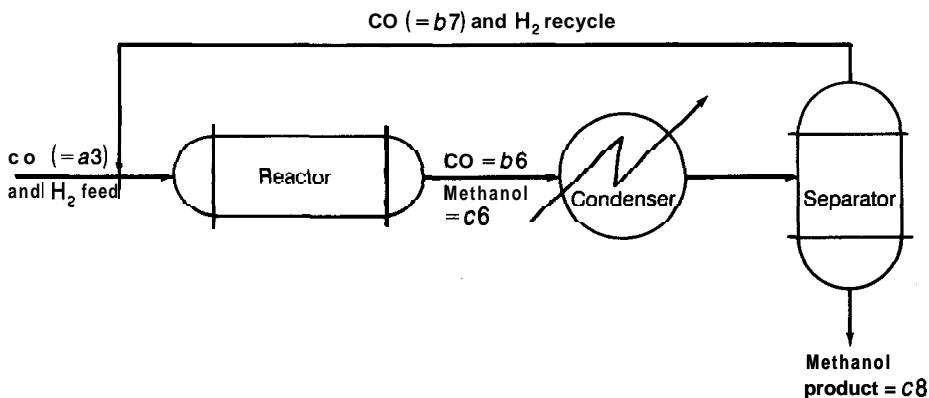 CO (=b7) and H₂ recycle
co (=a3)
andl H₂ feed
Reactor
CO =b6
Methanol
=c6
Condenser
Separator
Methanol
product = c8